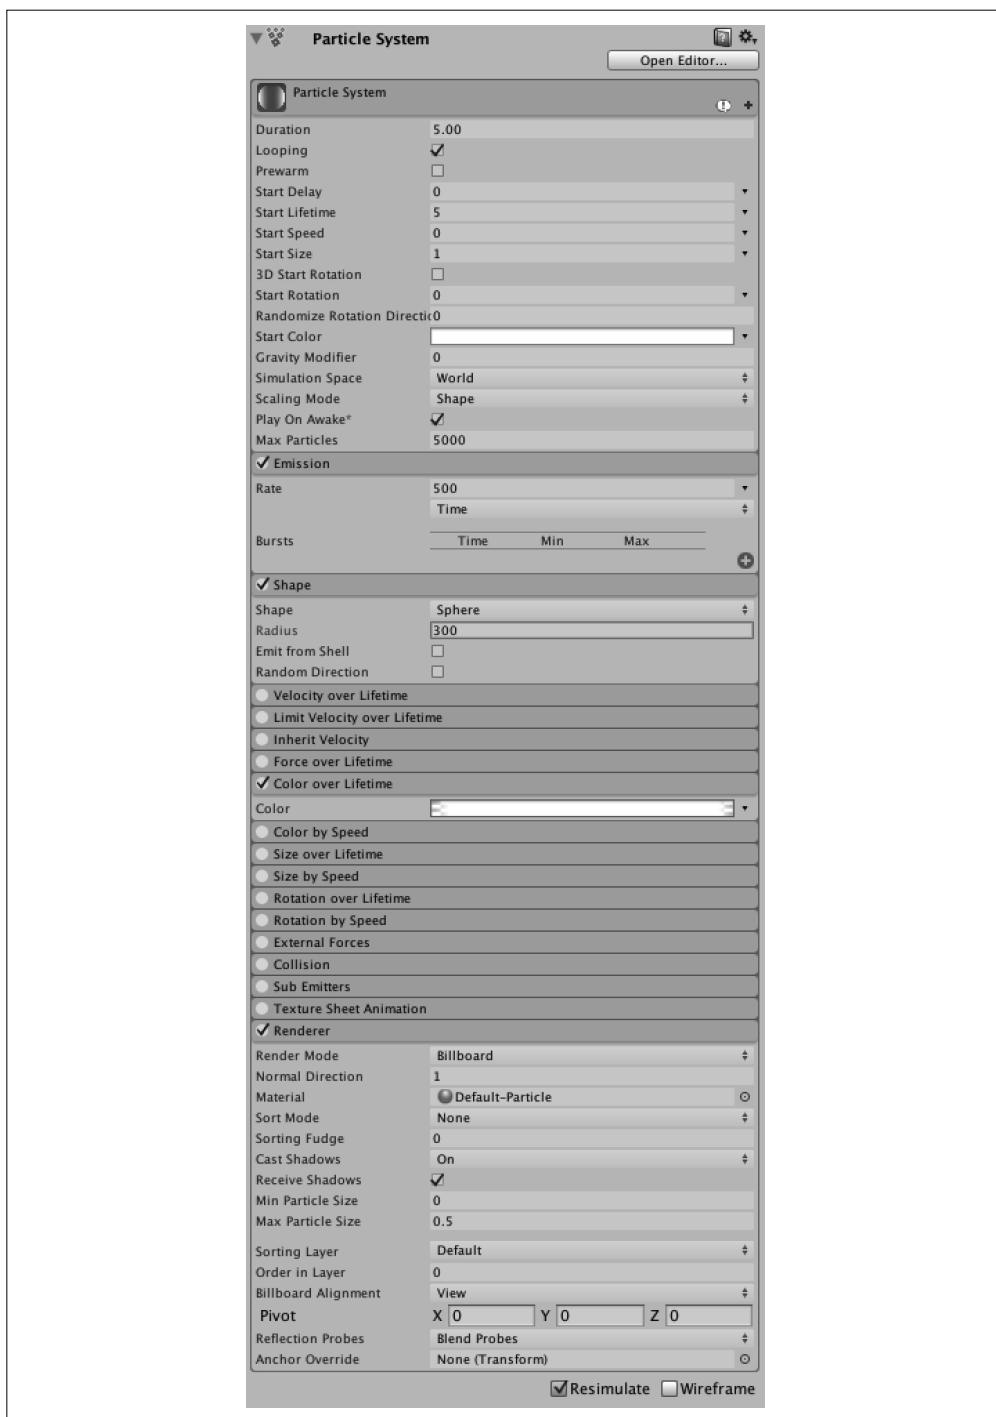 Particle System
Open Editor...
Particle System
Duration 5.00
Looping
Prewarm
Start Delay 0
Start Lifetime 5
Start Speed 0
Start Size 1
3D Start Rotation
Start Rotation 0
Randomize Rotation Directic 0
Start Color
Gravity Modifier 0
Simulation Space World
Scaling Mode Shape
Play On Awake*
Max Particles 5000
Emission
Rate 500
Time
Bursts Time Min Max
Shape
Shape Sphere
Radius 300
Emit from Shell
Random Direction
Velocity over Lifetime
Limit Velocity over Lifetime
Inherit Velocity
Force over Lifetime
Color over Lifetime
Color
Color by Speed
Size over Lifetime
Size by Speed
Rotation over Lifetime
Rotation by Speed
External Forces
Collision
Sub Emitters
Texture Sheet Animation
Renderer
Render Mode Billboard
Normal Direction 1
Material Default-Particle
Sort Mode None
Sorting Fudge 0
Cast Shadows On
Receive Shadows
Min Particle Size 0
Max Particle Size 0.5
Sorting Layer Default
Order in Layer 0
Billboard Alignment View
Pivot X 0 Y 0 Z 0
Reflection Probes Blend Probes
Anchor Override None (Transform)
Resimulate Wireframe